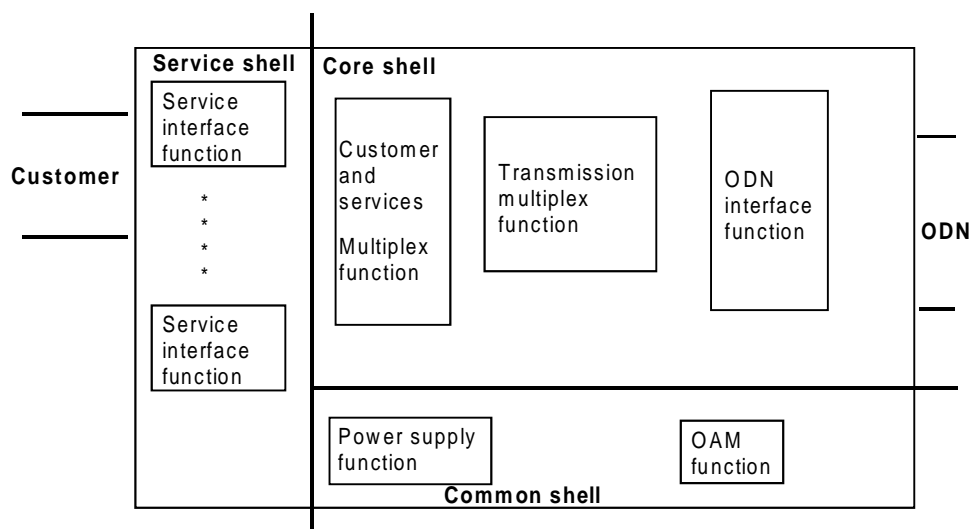 Service shell
Core shell
Service
interface
function
Customer
*
*
*
*
Service
interface
function
Customer
and
services
Multiplex
function
Transmission
multiplex
function
ODN
interface
function
ODN
Power supply
function
OAM
function
Common shell